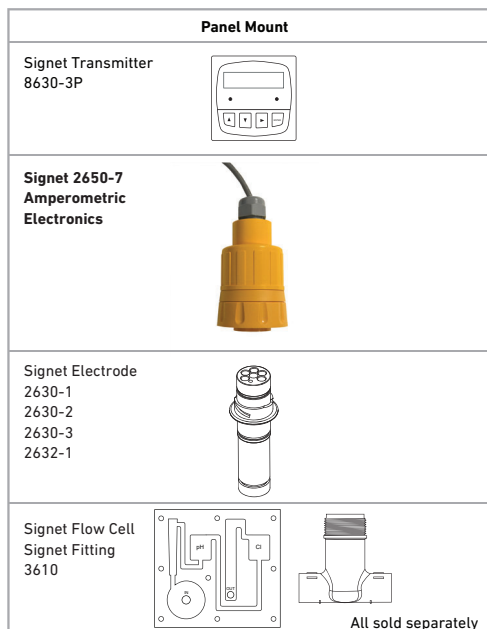 Panel Mount
Signet Transmitter
8630-3P
Signet 2650-7
Amperometric
Electronics
Signet Electrode
2630-1
2630-2
2630-3
2632-1
Signet Flow Cell
Signet Fitting
3610
pH
Cl
IN
OUT
All sold separately